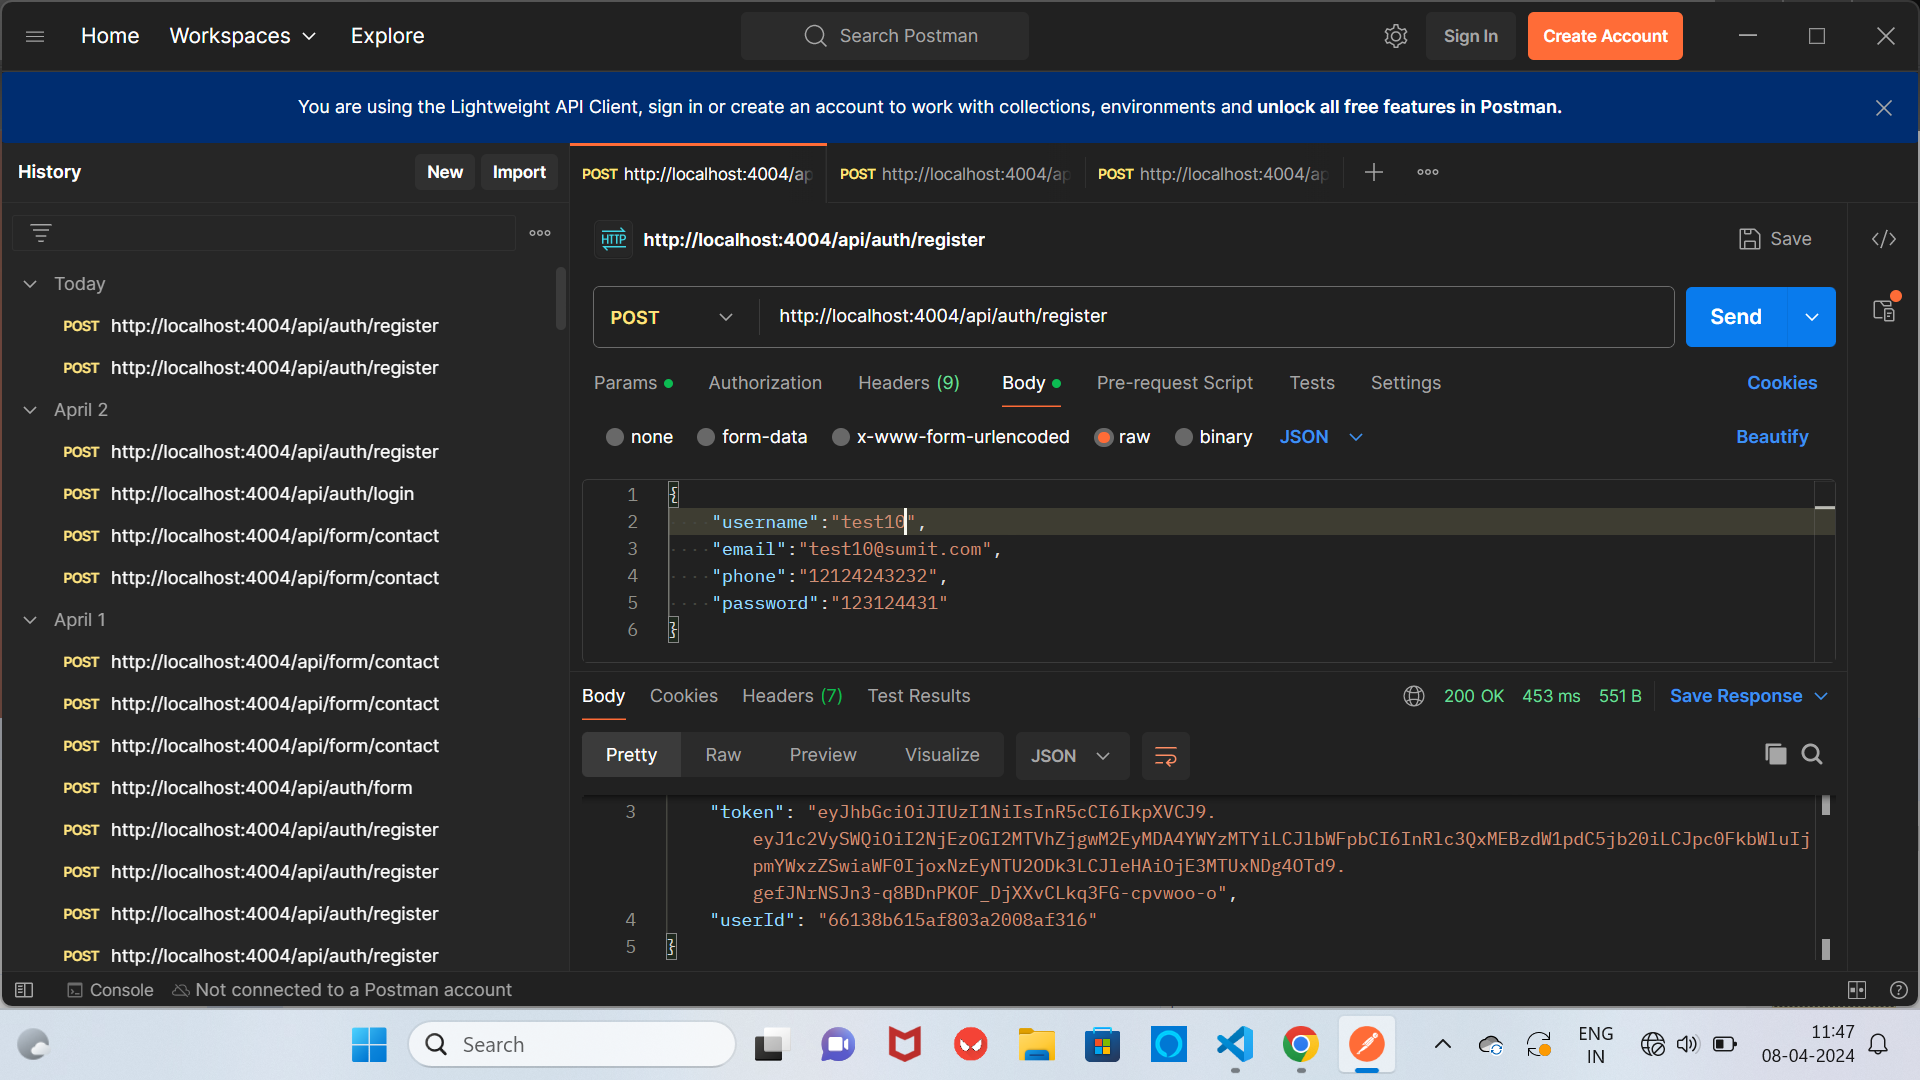 Home Workspaces Explore Search Postman Sign In Create Account
You are using the Lightweight API Client, sign in or create an account to work with collections, environments and unlock all free features in Postman.
History New Import
POST http://localhost:4004/ap POST http://localhost:4004/ap POST http://localhost:4004/ap
HTTP http://localhost:4004/api/auth/register Save
Today
POST http://localhost:4004/api/auth/register
POST http://localhost:4004/api/auth/register
April 2
POST http://localhost:4004/api/auth/register
POST http://localhost:4004/api/auth/login
POST http://localhost:4004/api/form/contact
POST http://localhost:4004/api/form/contact
April 1
POST http://localhost:4004/api/form/contact
POST http://localhost:4004/api/form/contact
POST http://localhost:4004/api/form/contact
POST http://localhost:4004/api/auth/form
POST http://localhost:4004/api/auth/register
POST http://localhost:4004/api/auth/register
POST http://localhost:4004/api/auth/register
POST http://localhost:4004/api/auth/register
POST http://localhost:4004/api/auth/register Send
Params Authorization Headers (9) Body Pre-request Script Tests Settings Cookies
none form-data x-www-form-urlencoded raw binary JSON Beautify
1 {
2 "username":"test10",
3 "email":"test10@sumit.com",
4 "phone":"12124243232",
5 "password":"123124431"
6 }
Body Cookies Headers (7) Test Results 200 OK 453 ms 551 B Save Response
Pretty Raw Preview Visualize JSON
3 "token": "eyJhbGciOiJIUzI1NiIsInR5cCI6IkpXVCJ9.
eyJ1c2VySWQiOiI2NjEzOGI2MTVhZjgwM2EyMDA4YWYzMTYiLCJlbWFpbCI6InRlc3QxMEBzdW1pdC5jb20iLCJpc0FkbWluIj
pmYWxzZSwiaWF0IjoxNzEyNTU2ODk3LCJleHAiOjE3MTUxNDg4OTd9.
gefJNrNSJn3-q8BDnPKOF_DjXXvCLkq3FG-cpvwoo-o",
4 "userId": "66138b615af803a2008af316"
5 }
Console Not connected to a Postman account
Search
ENG
IN
11:47
08-04-2024